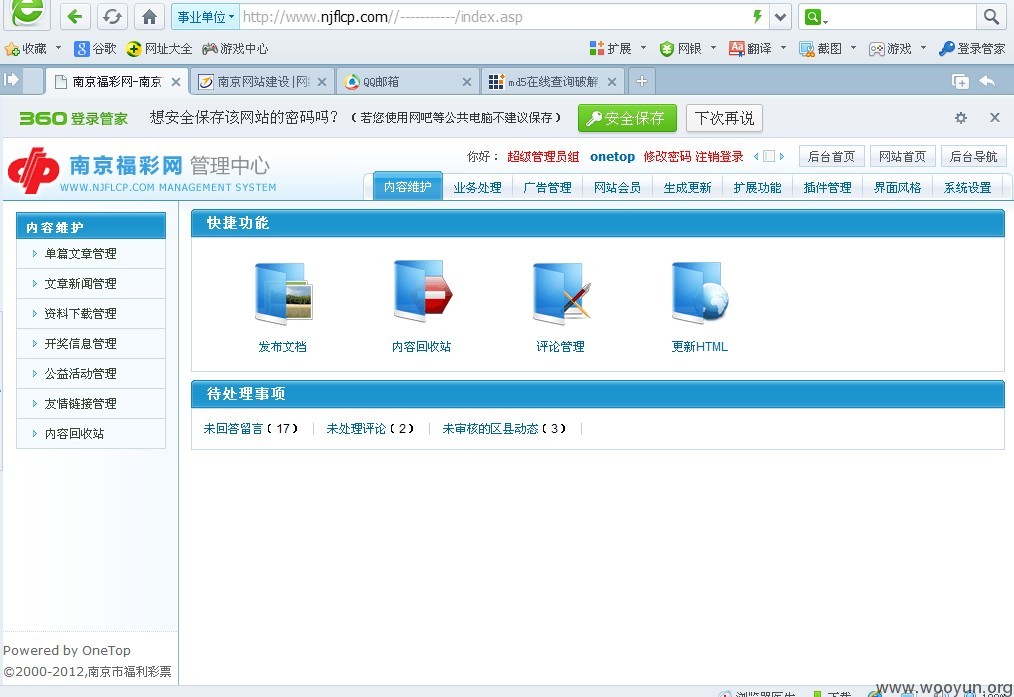 事业单位 http://www.njflcp.com//-----------/index.asp
收藏 谷歌 网址大全 游戏中心 扩展 网银 翻译 截图 游戏 登录管家
南京福彩网-南京 南京网站建设 | 网 QQ邮箱 md5在线查询破解
360 登录管家 想安全保存该网站的密码吗? (若您使用网吧等公共电脑不建议保存) 安全保存 下次再说
南京福彩网 管理中心
WWW.NJFLCP.COM MANAGEMENT SYSTEM
你好: 超级管理员组 onetop 修改密码 注销登录 后台首页 网站首页 后台导航
内容维护 业务处理 广告管理 网站会员 生成更新 扩展功能 插件管理 界面风格 系统设置
内容维护
单篇文章管理
文章新闻管理
资料下载管理
开奖信息管理
公益活动管理
友情链接管理
内容回收站
快捷功能
发布文档 内容回收站 评论管理 更新HTML
待处理事项
未回答留言 ( 17 ) 未处理评论 ( 2 ) 未审核的区县动态 ( 3 )
Powered by OneTop
©2000-2012,南京市福利彩票
www.wooyun.org